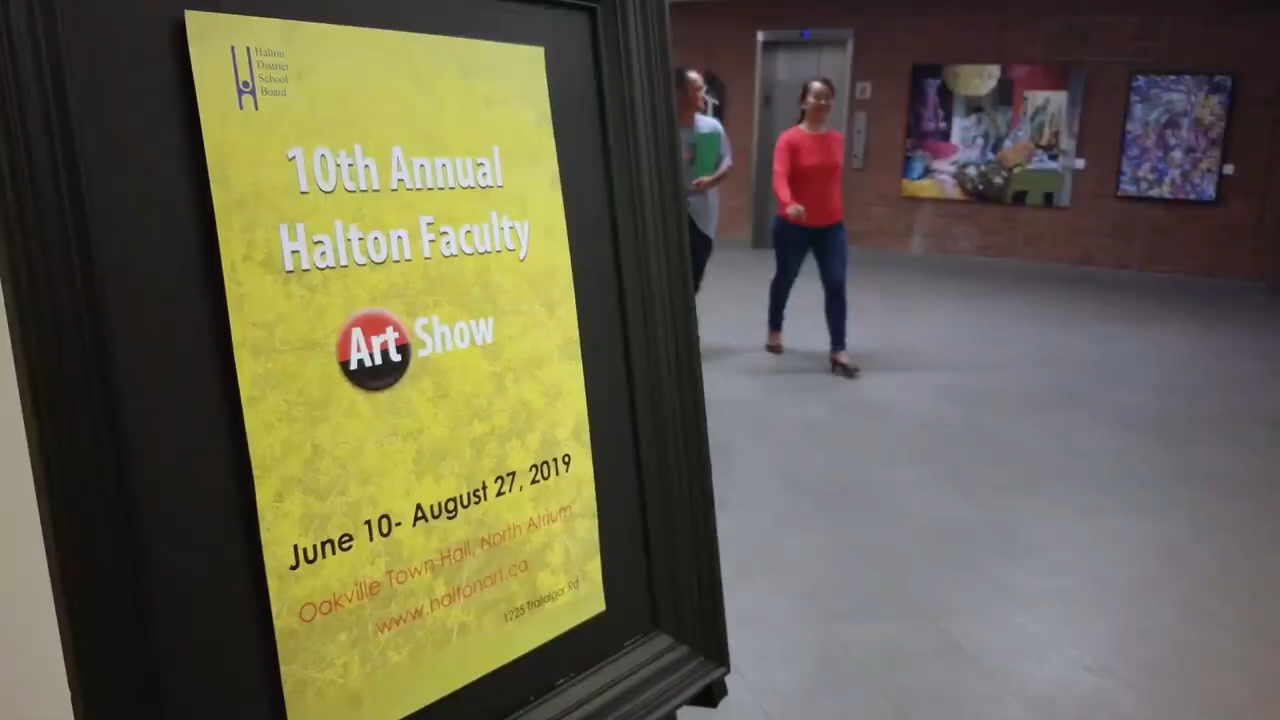 Halton
District
School
Board
10th Annual
Halton Faculty
Art Show
June 10- August 27, 2019
Oakville Town Hall, North Atrium
www.haltonart.ca
1225 Trafalgar Rd